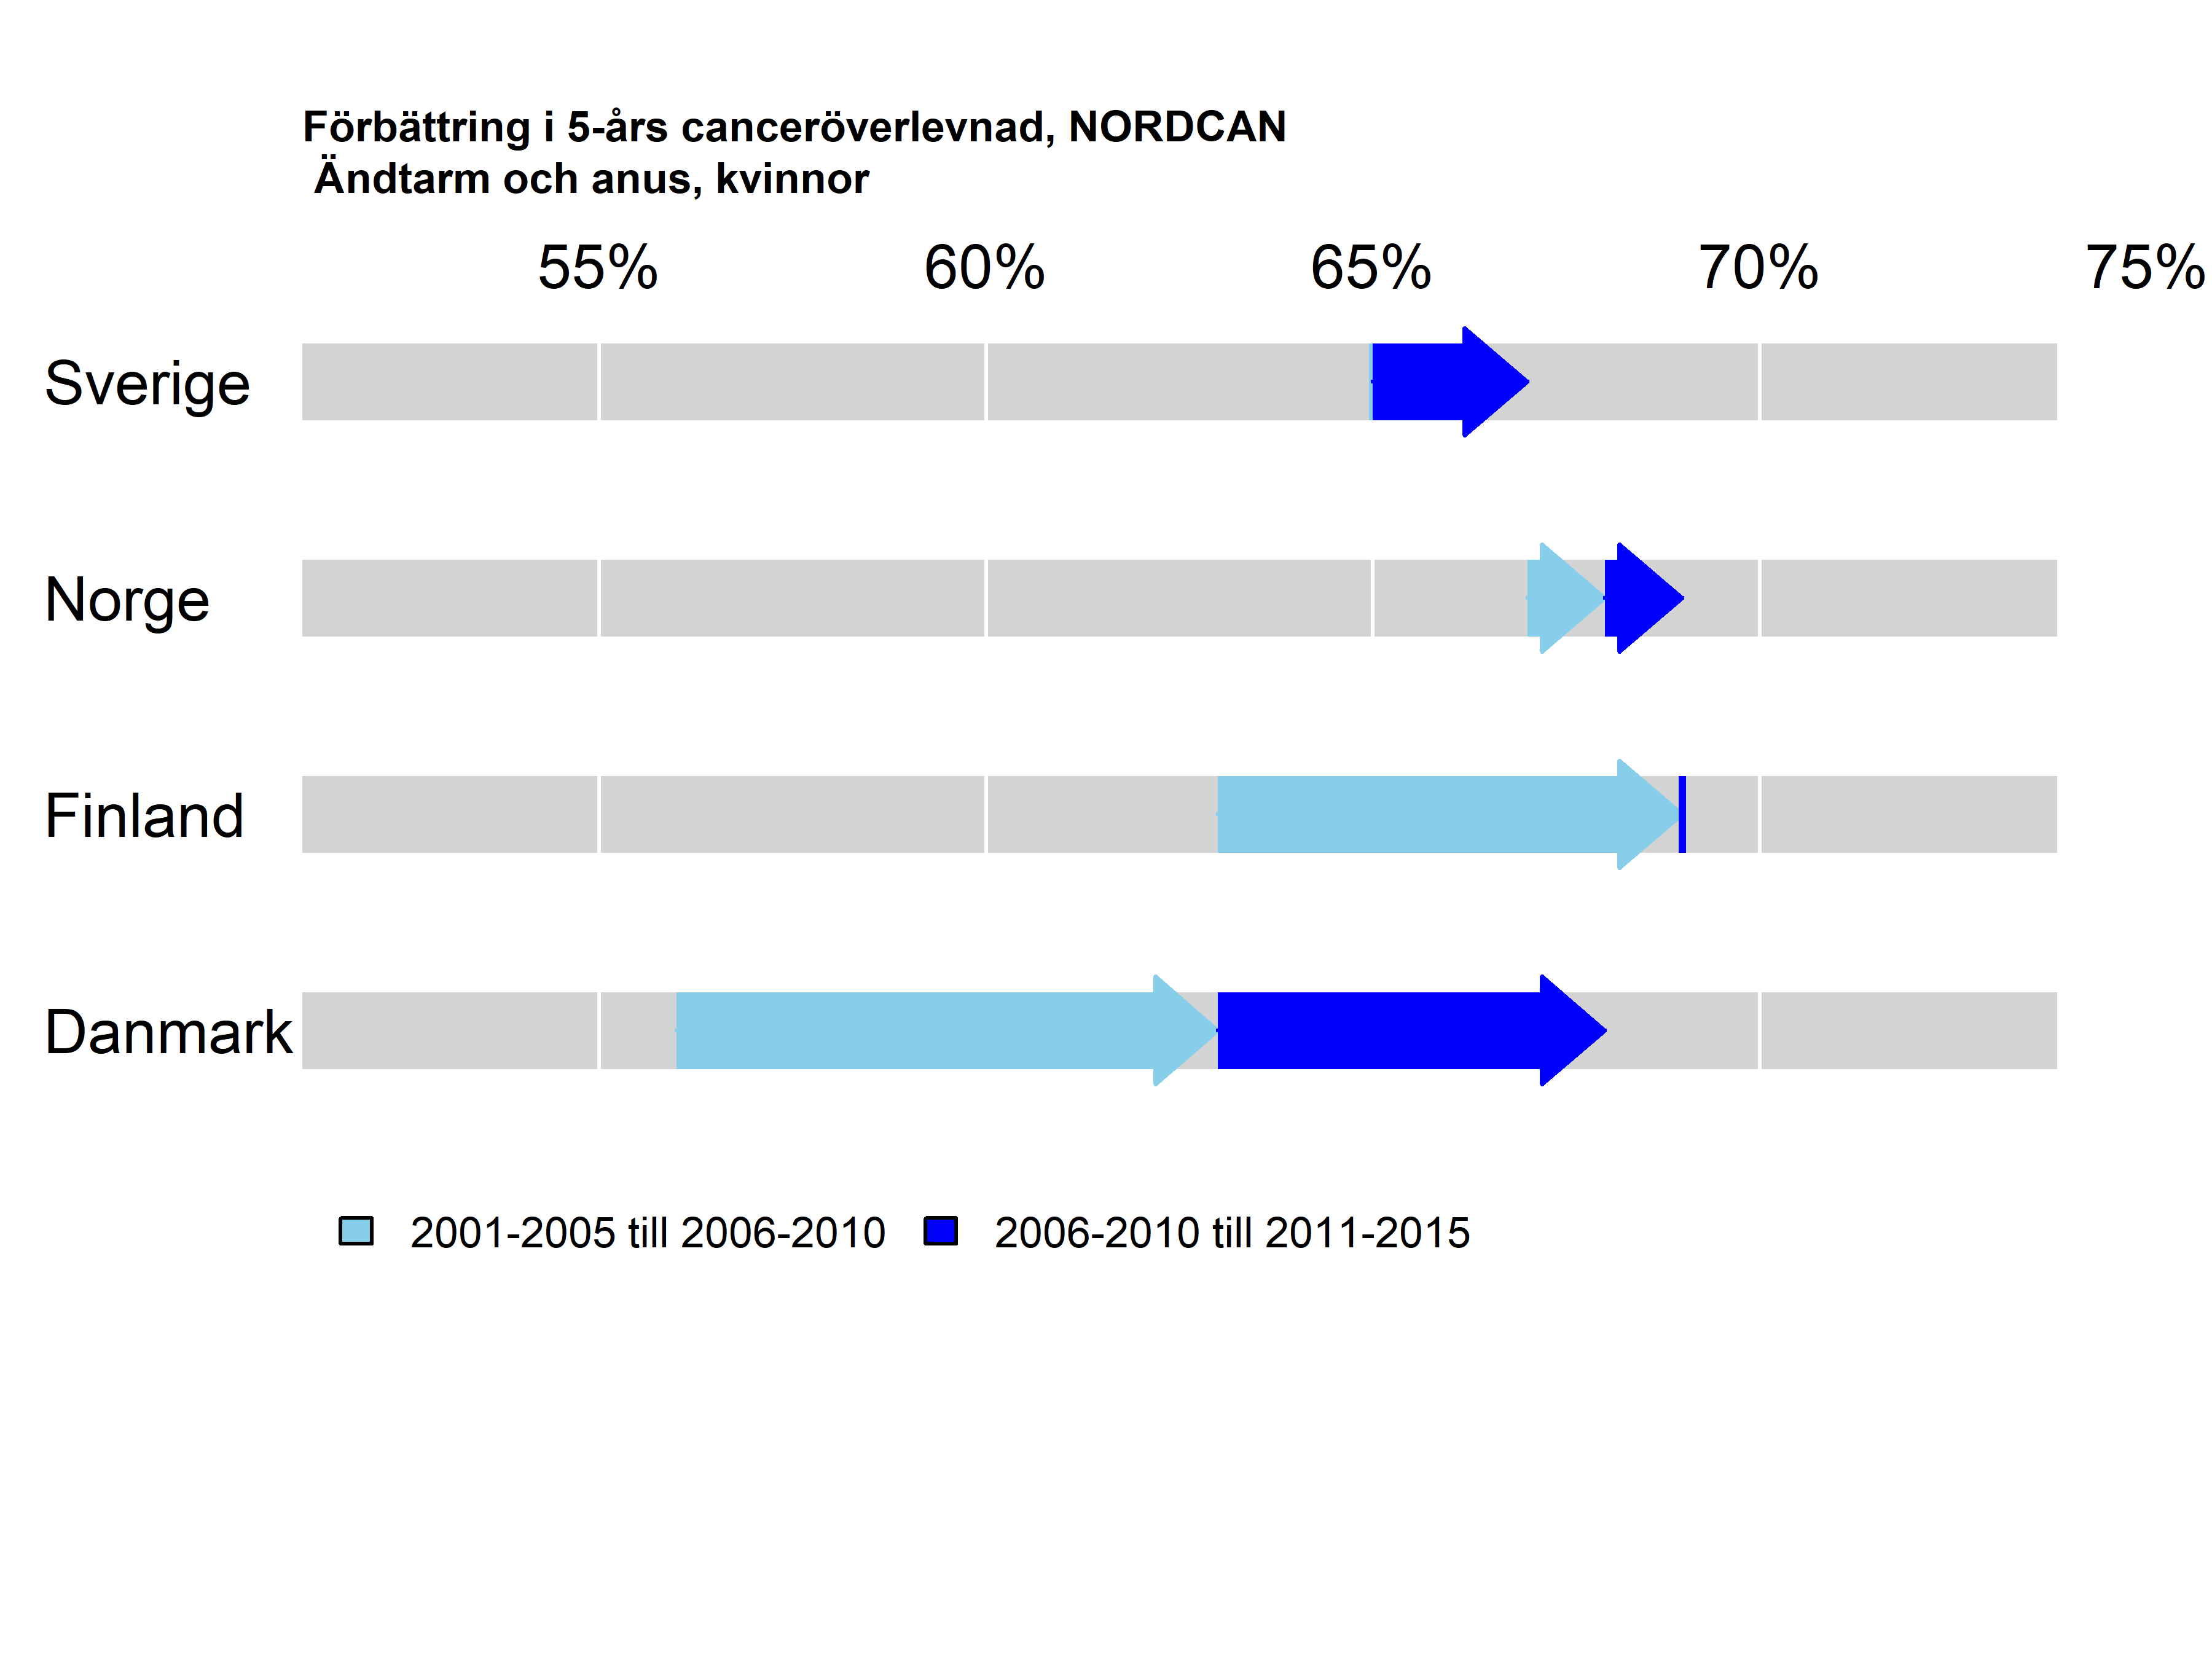 Förbättring i 5-års canceröverlevnad, NORDCAN
Ändtarm och anus, kvinnor
55% 60% 65% 70% 75%
Sverige
Norge
Finland
Danmark
2001-2005 till 2006-2010 2006-2010 till 2011-2015